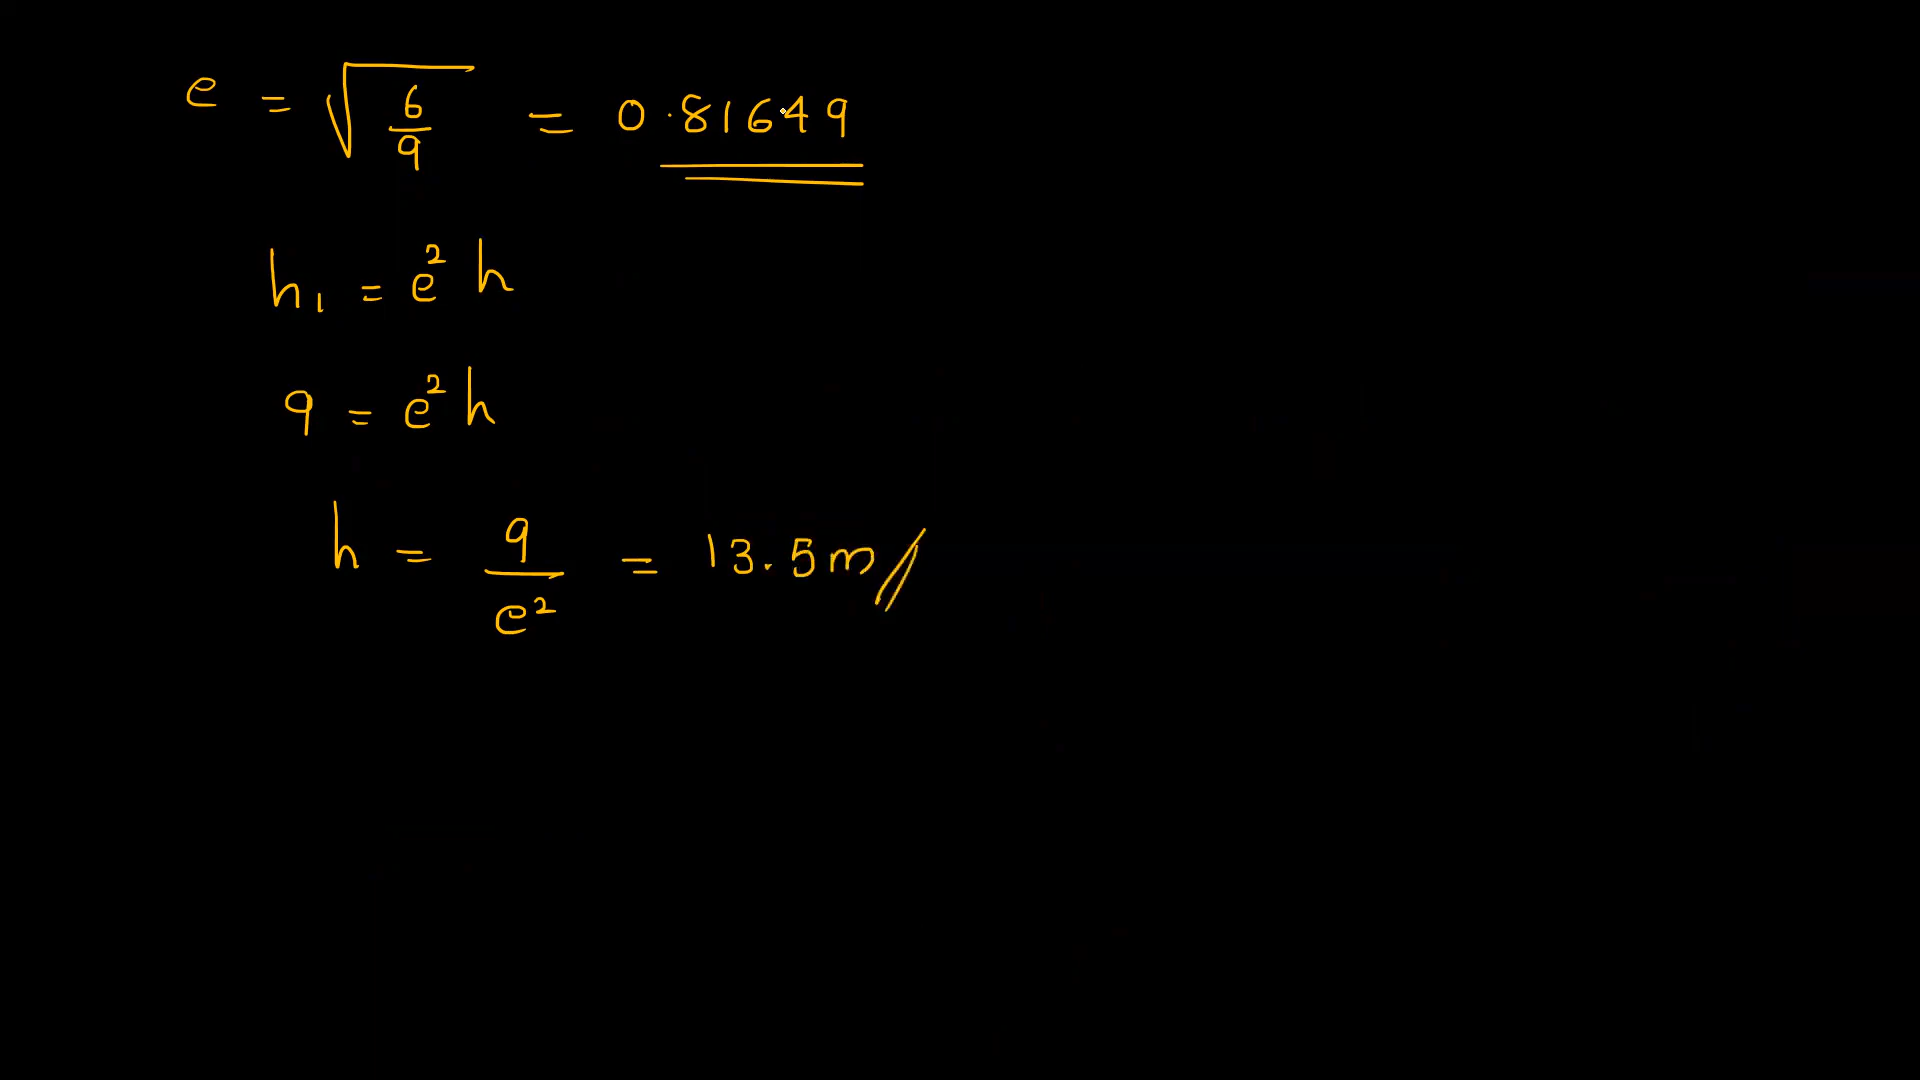 e = √(6/9) = 0.81649
h₁ = e² h
9 = e² h
h = 9/e² = 13.5m //